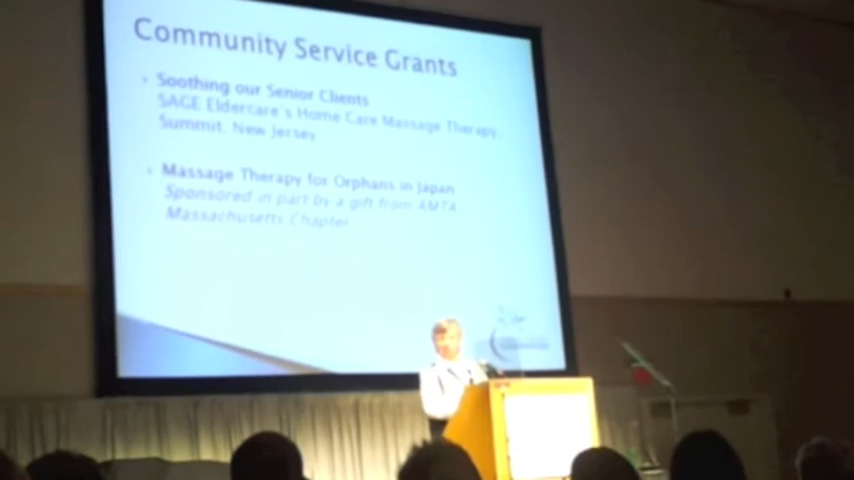 Community Service Grants
Soothing our Senior Clients
SAGE Eldercare's Home Care Massage Therapy,
Summit, New Jersey
Massage Therapy for Orphans in Japan
Sponsored in part by a gift from AMTA
Massachusetts Chapter